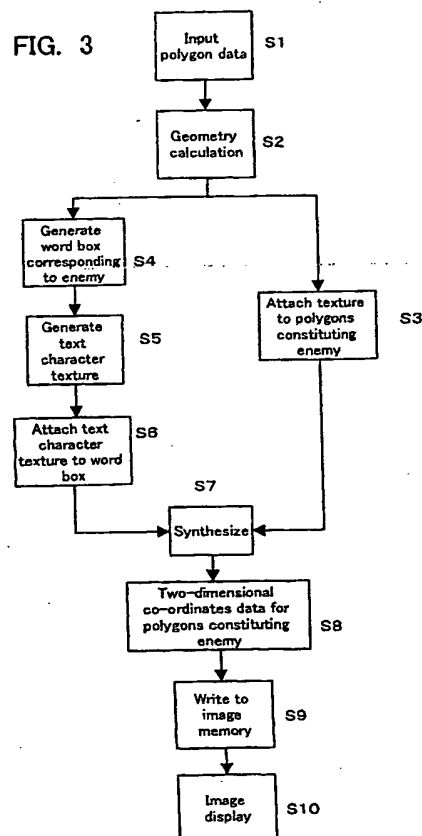 FIG. 3
Input
polygon data
S1
Geometry
calculation
S2
Generate
word box
corresponding
to enemy
S4
Generate
text
character
texture
S5
Attach texture
to polygons
constituting
enemy
S3
Attach text
character
texture to word
box
S6
S7
Synthesize
Two-dimensional
co-ordinates data for
polygons constituting
enemy
S8
Write to
image
memory
S9
Image
display
S10